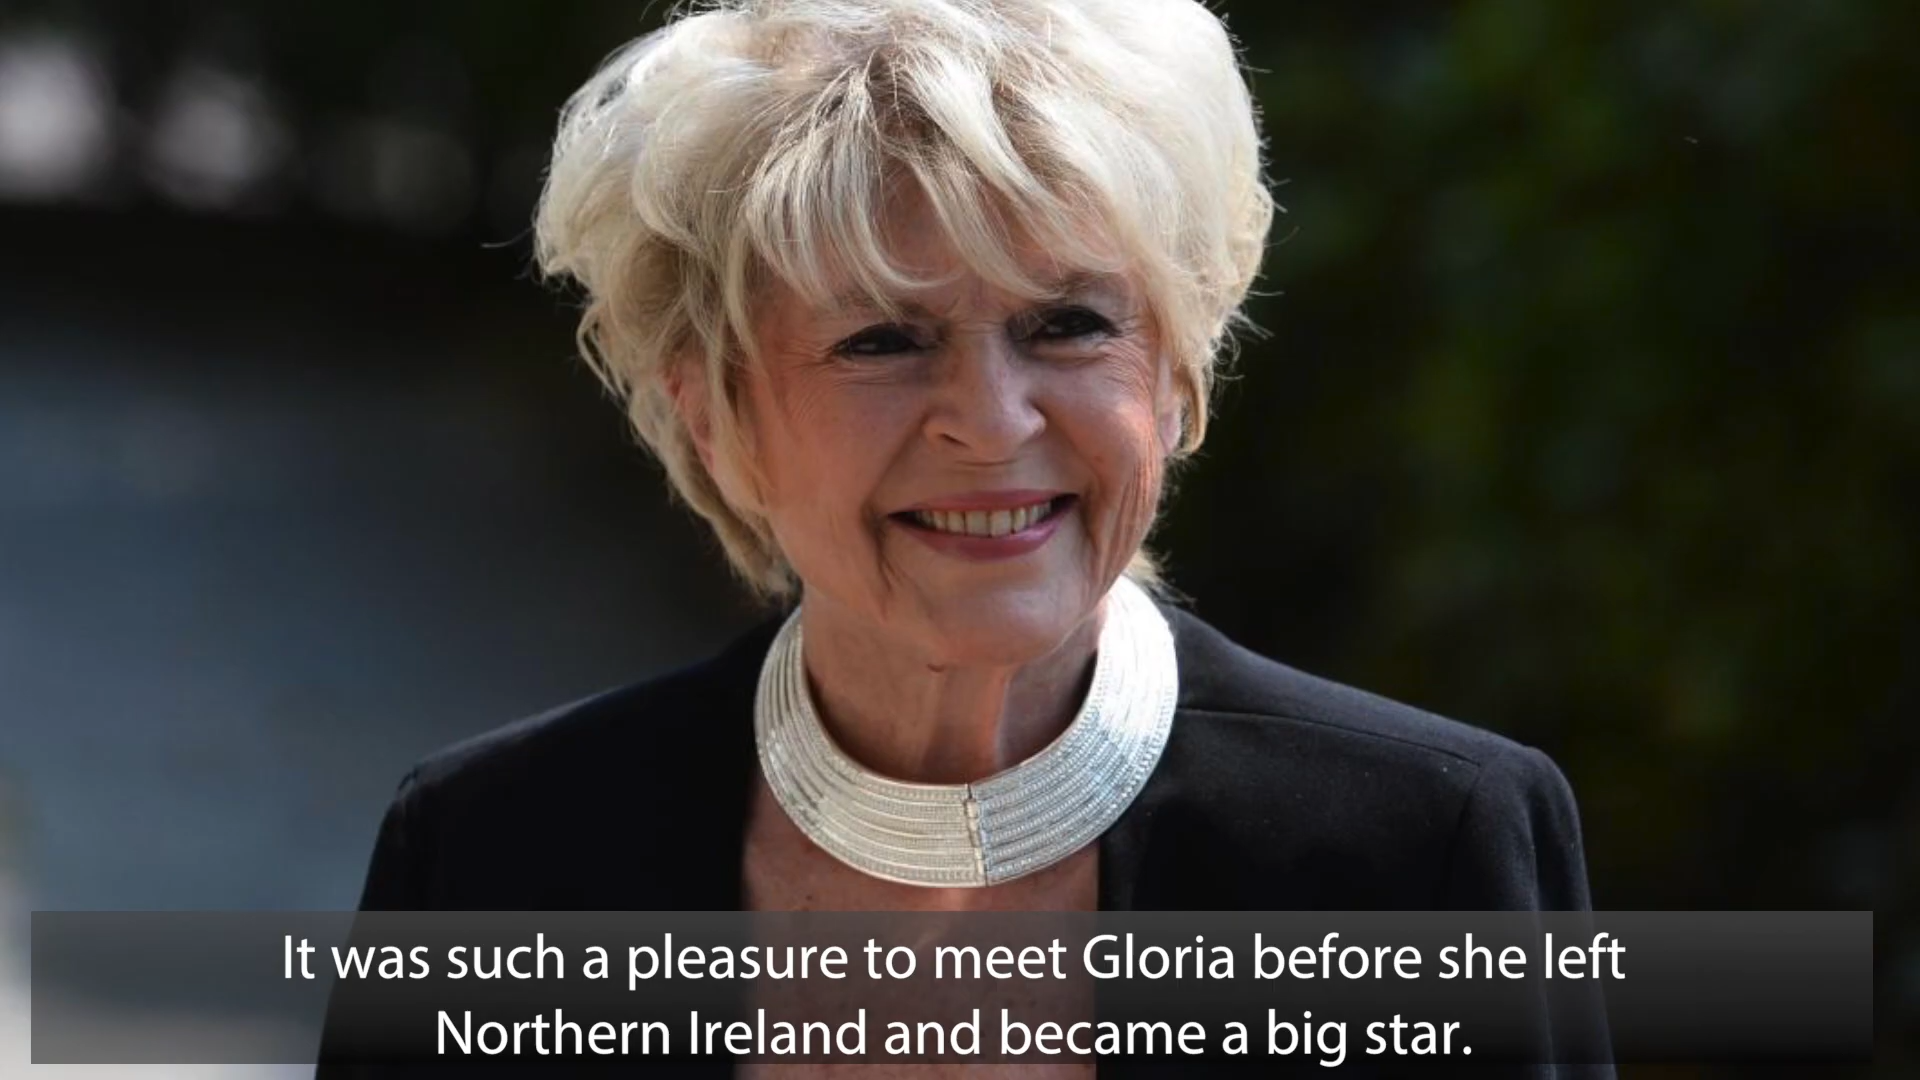 It was such a pleasure to meet Gloria before she left
Northern Ireland and became a big star.